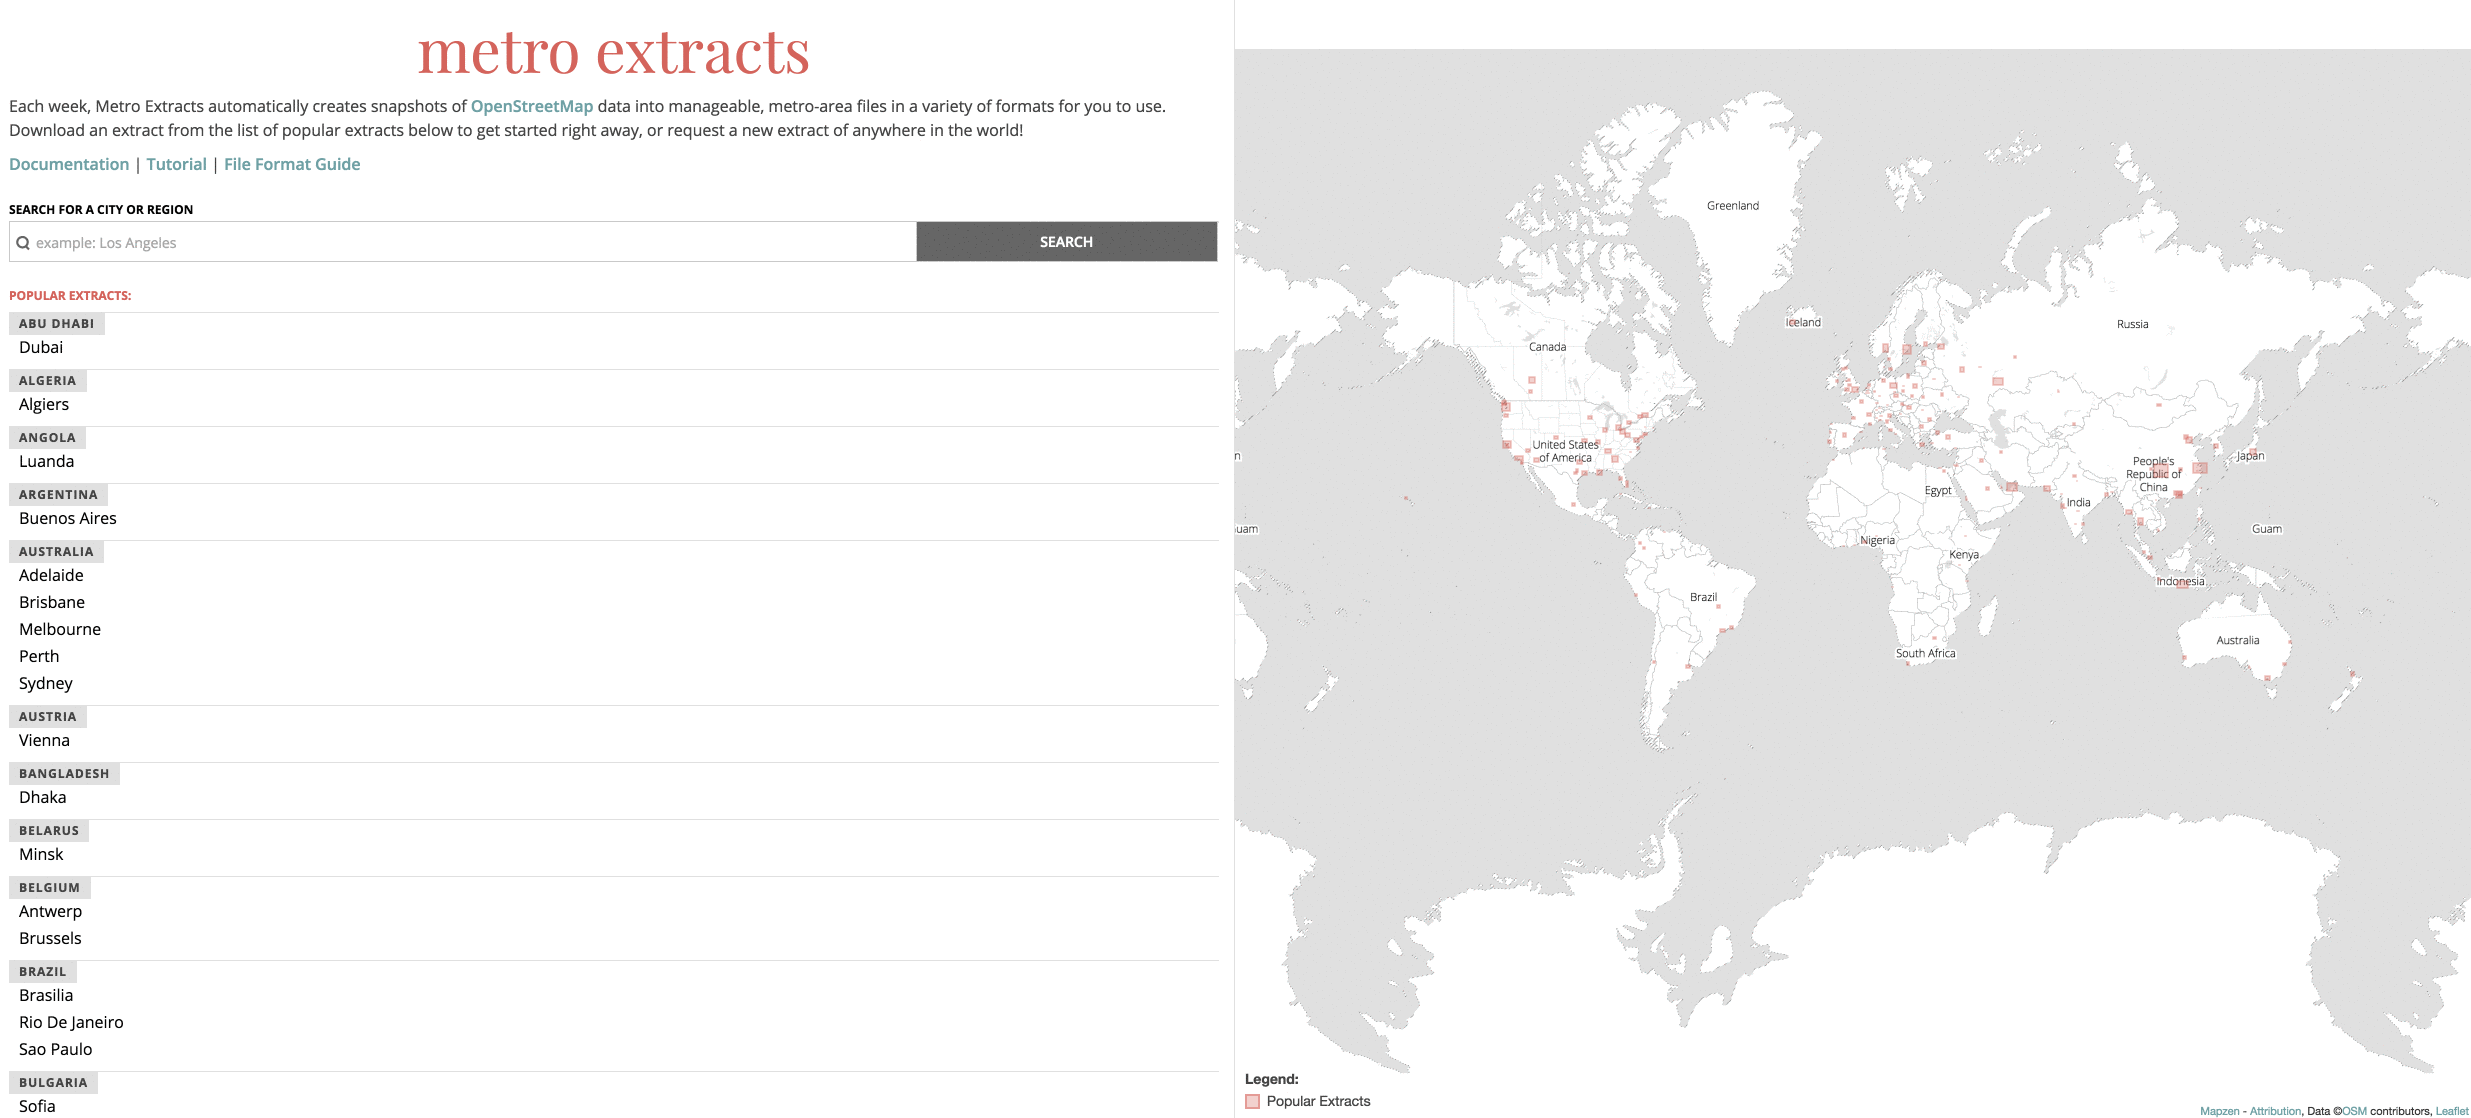 metro extracts
Each week, Metro Extracts automatically creates snapshots of OpenStreetMap data into manageable, metro-area files in a variety of formats for you to use.
Download an extract from the list of popular extracts below to get started right away, or request a new extract of anywhere in the world!
Documentation | Tutorial | File Format Guide
SEARCH FOR A CITY OR REGION
example: Los Angeles
SEARCH
POPULAR EXTRACTS:
ABU DHABI
Dubai
ALGERIA
Algiers
ANGOLA
Luanda
ARGENTINA
Buenos Aires
AUSTRALIA
Adelaide
Brisbane
Melbourne
Perth
Sydney
AUSTRIA
Vienna
BANGLADESH
Dhaka
BELARUS
Minsk
BELGIUM
Antwerp
Brussels
BRAZIL
Brasilia
Rio De Janeiro
Sao Paulo
BULGARIA
Sofia
Greenland
Iceland
Russia
Canada
United States
of America
n
Japan
People's
Republic of
China
Egypt
India
uam
Guam
Nigeria
Kenya
Indonesia
Brazil
Australia
South Africa
Legend:
Popular Extracts
Mapzen - Attribution, Data ©OSM contributors, Leaflet